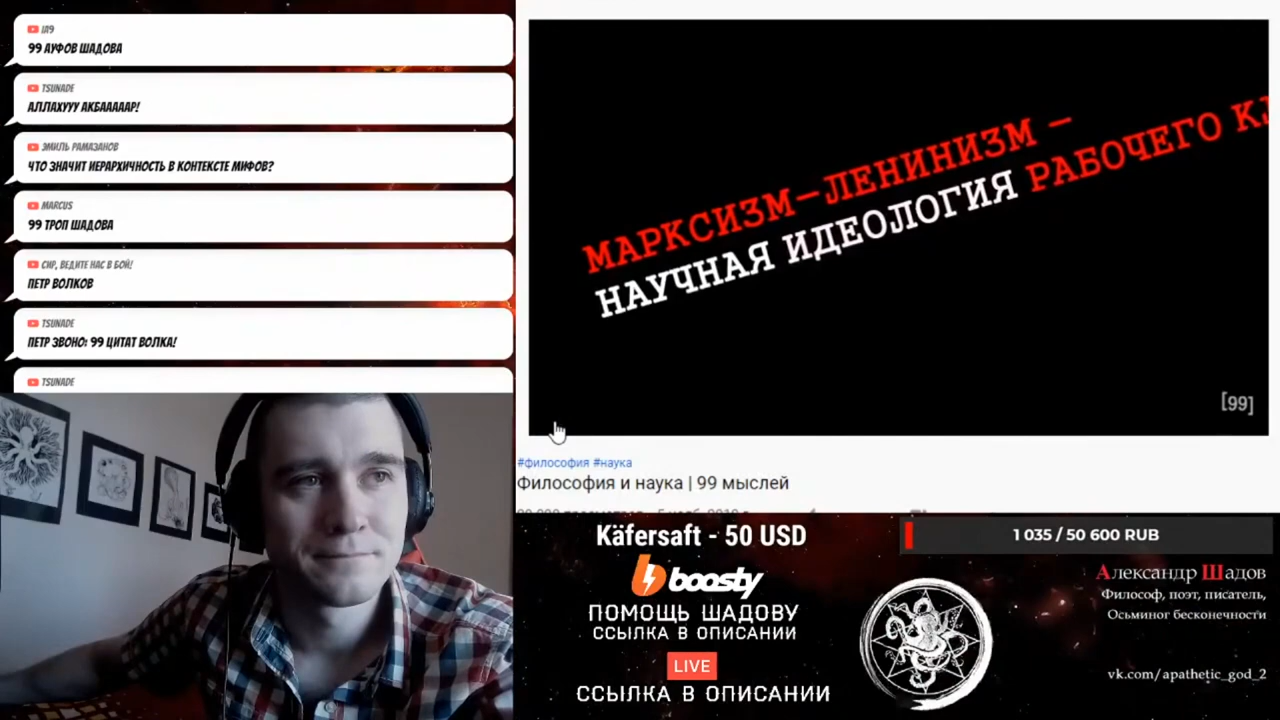 JA9
99 АУФОВ ШАДОВА
TSUNADE
АЛЛАХУУУ АКБАААААР!
ЭМИЛЬ РАМАЗАНОВ
ЧТО ЗНАЧИТ ИЕРАРХИЧНОСТЬ В КОНТЕКСТЕ МИФОВ?
MARCUS
99 ТРОП ШАДОВА
СИР, ВЕДИТЕ НАС В БОЙ!
ПЕТР ВОЛКОВ
TSUNADE
ПЕТР ЗВОНО: 99 ЦИТАТ ВОЛКА!
TSUNADE
МАРКСИЗМ-ЛЕНИНИЗМ –
НАУЧНАЯ ИДЕОЛОГИЯ РАБОЧЕГО
[99]
#философия #наука
Философия и наука | 99 мыслей
Käfersaft - 50 USD
boosty
ПОМОЩЬ ШАДОВУ
ССЫЛКА В ОПИСАНИИ
LIVE
ССЫЛКА В ОПИСАНИИ
1 035 / 50 600 RUB
Александр Шадов
Философ, поэт, писатель,
Осьминог бесконечности
vk.com/apathetic_god_2